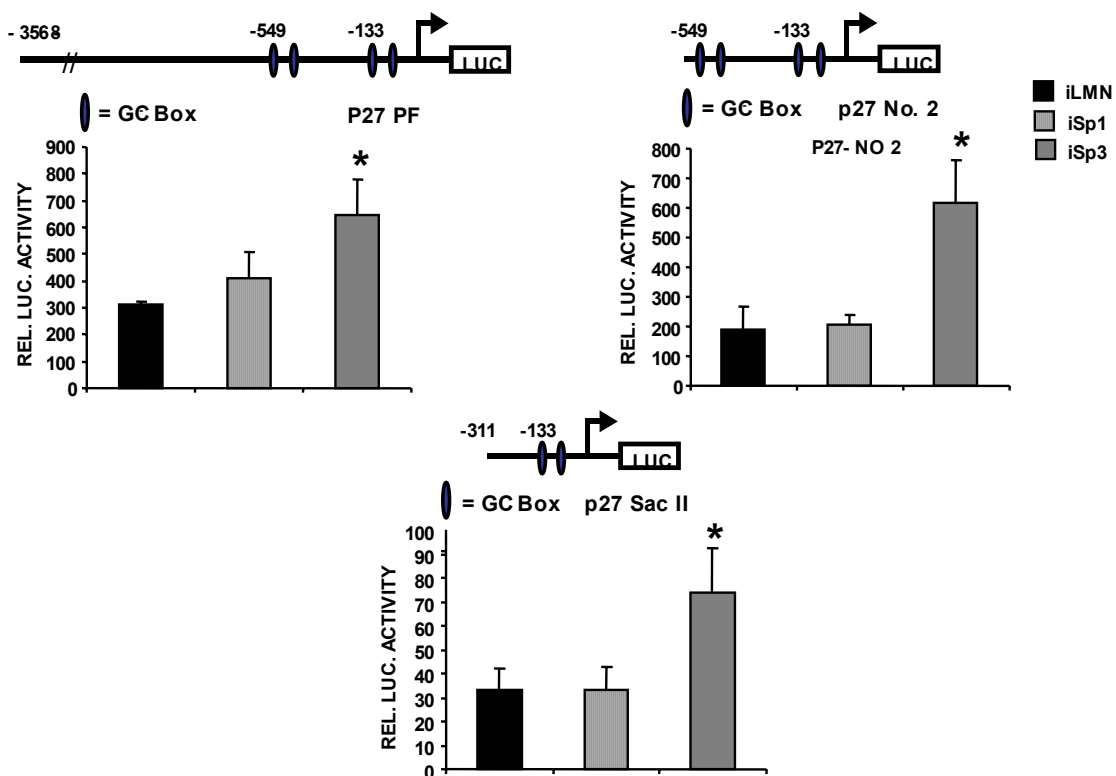 - 3568
-549
-133
LUC
= GC Box
P27 PF
900
800
700
600
500
400
300
200
100
0
REL. LUC. ACTIVITY
*
-549
-133
LUC
= GC Box
p27 No. 2
P27- NO 2
800
700
600
500
400
300
200
100
0
REL. LUC. ACTIVITY
*
iLMN
iSp1
iSp3
-311
-133
LUC
= GC Box
p27 Sac II
100
90
80
70
60
50
40
30
20
10
0
REL. LUC. ACTIVITY
*